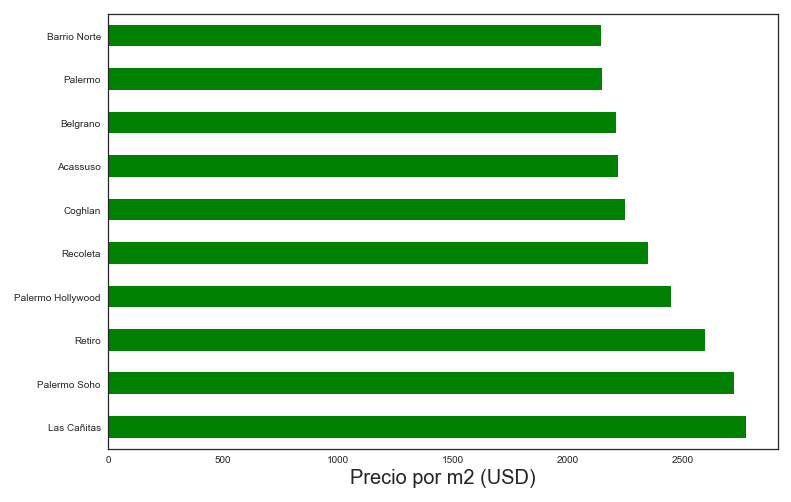 Barrio Norte
Palermo
Belgrano
Acassuso
Coghlan
Recoleta
Palermo Hollywood
Retiro
Palermo Soho
Las Cañitas
0 500 1000 1500 2000 2500
Precio por m2 (USD)